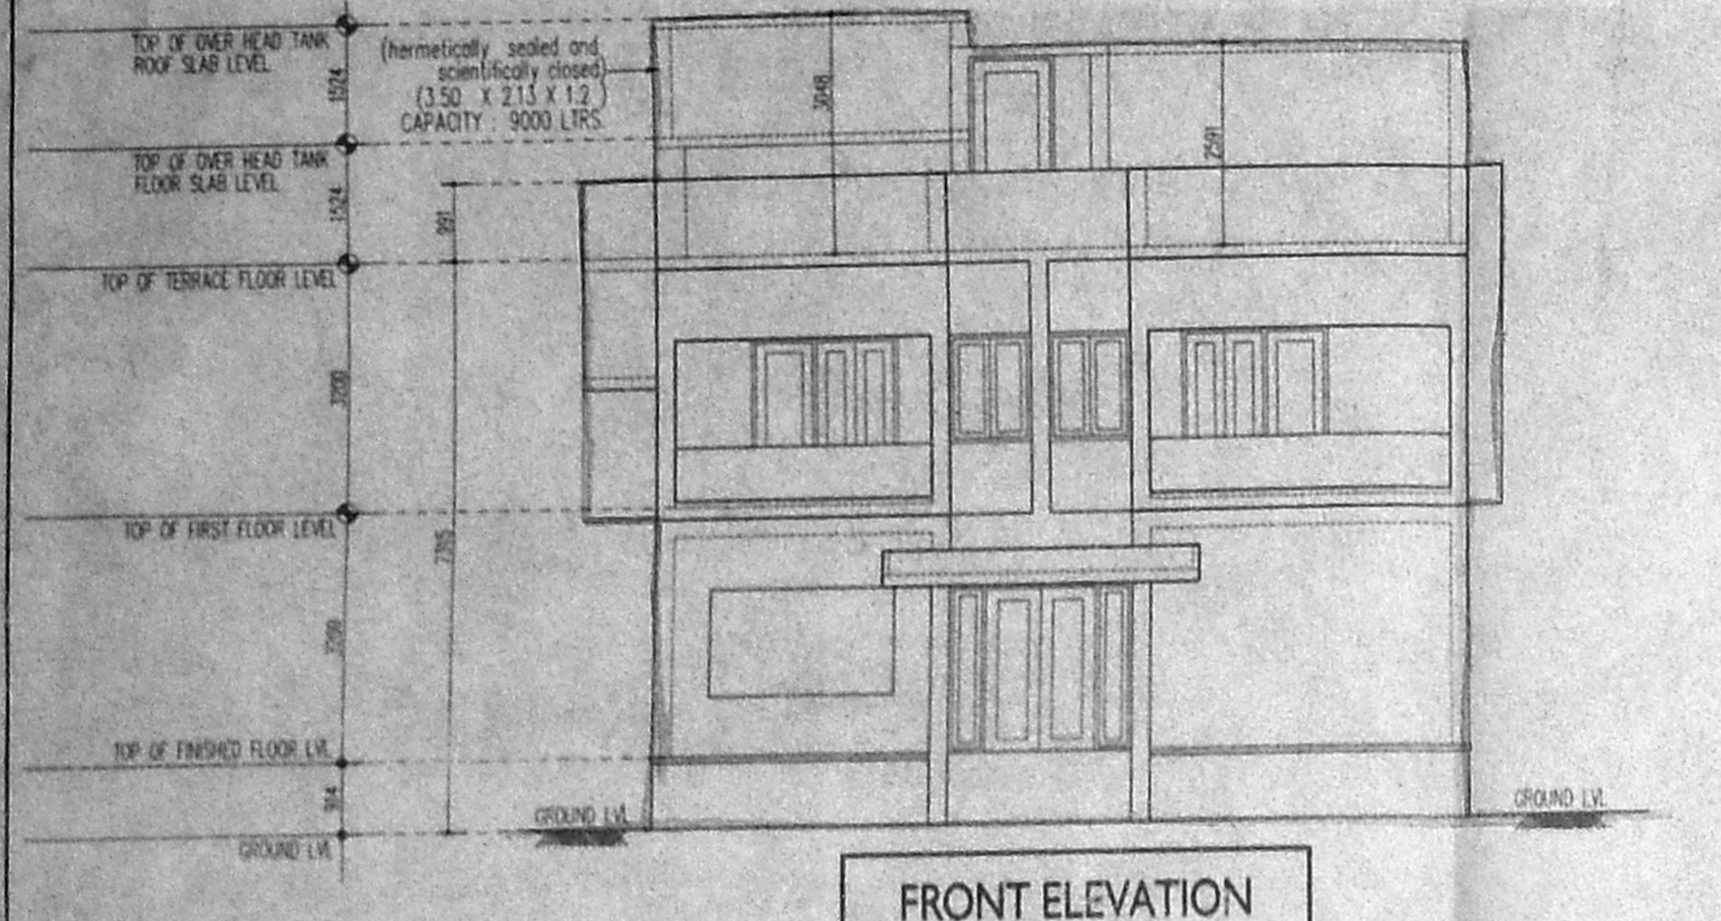 TOP OF OVER HEAD TANK
ROOF SLAB LEVEL
1524
(hermetically sealed and
scientifically closed)
(3.50 X 2.13 X 1.2 )
CAPACITY : 9000 LTRS.
3048
2591
TOP OF OVER HEAD TANK
FLOOR SLAB LEVEL
1524
991
TOP OF TERRACE FLOOR LEVEL
3200
TOP OF FIRST FLOOR LEVEL
7315
3200
TOP OF FINISHED FLOOR LVL
914
GROUND LVL
GROUND LVL
GROUND LVL
FRONT ELEVATION